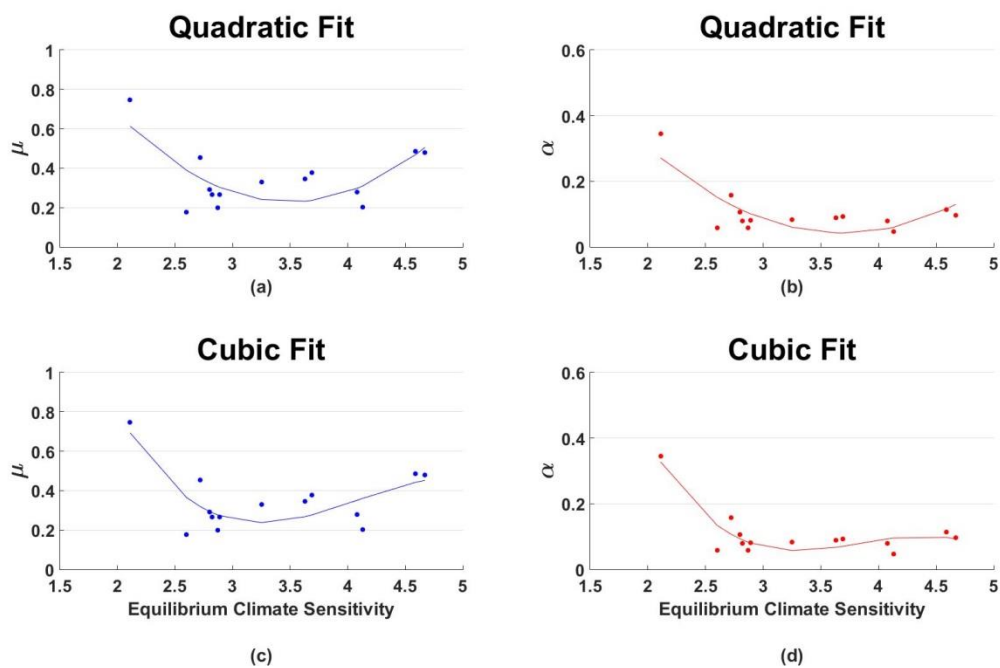 Quadratic Fit
1
0.8
0.6
0.4
0.2
0
μ
1.5 2 2.5 3 3.5 4 4.5 5
(a)
Quadratic Fit
0.6
0.4
0.2
0
α
1.5 2 2.5 3 3.5 4 4.5 5
(b)
Cubic Fit
1
0.8
0.6
0.4
0.2
0
μ
1.5 2 2.5 3 3.5 4 4.5 5
Equilibrium Climate Sensitivity
(c)
Cubic Fit
0.6
0.4
0.2
0
α
1.5 2 2.5 3 3.5 4 4.5 5
Equilibrium Climate Sensitivity
(d)